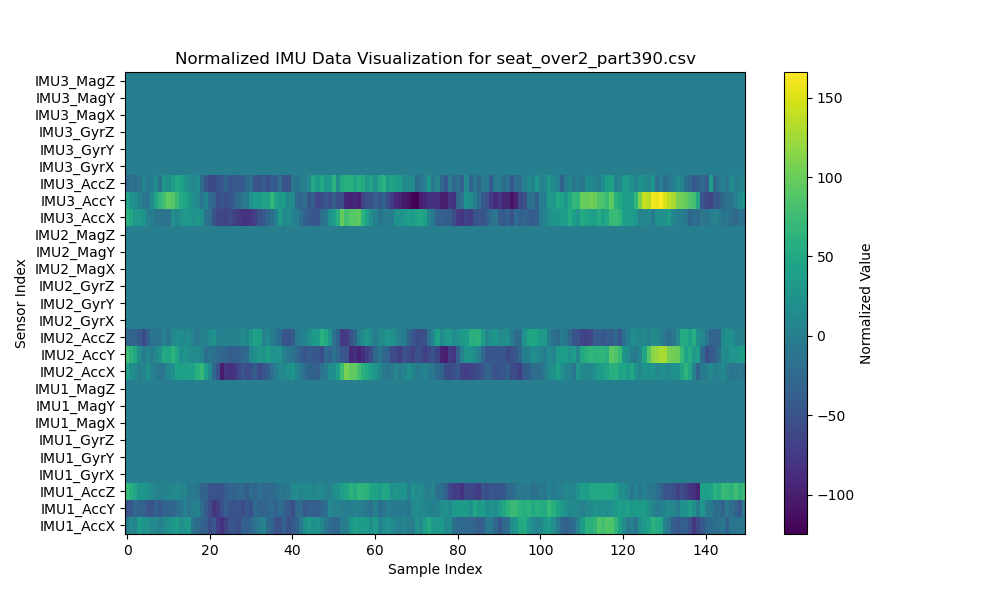 Normalized IMU Data Visualization for seat_over2_part390.csv
IMU3_MagZ
IMU3_MagY
IMU3_MagX
IMU3_GyrZ
IMU3_GyrY
IMU3_GyrX
IMU3_AccZ
IMU3_AccY
IMU3_AccX
IMU2_MagZ
IMU2_MagY
IMU2_MagX
IMU2_GyrZ
IMU2_GyrY
IMU2_GyrX
IMU2_AccZ
IMU2_AccY
IMU2_AccX
IMU1_MagZ
IMU1_MagY
IMU1_MagX
IMU1_GyrZ
IMU1_GyrY
IMU1_GyrX
IMU1_AccZ
IMU1_AccY
IMU1_AccX
Sensor Index
0 20 40 60 80 100 120 140
Sample Index
150
100
50
0
−50
−100
Normalized Value